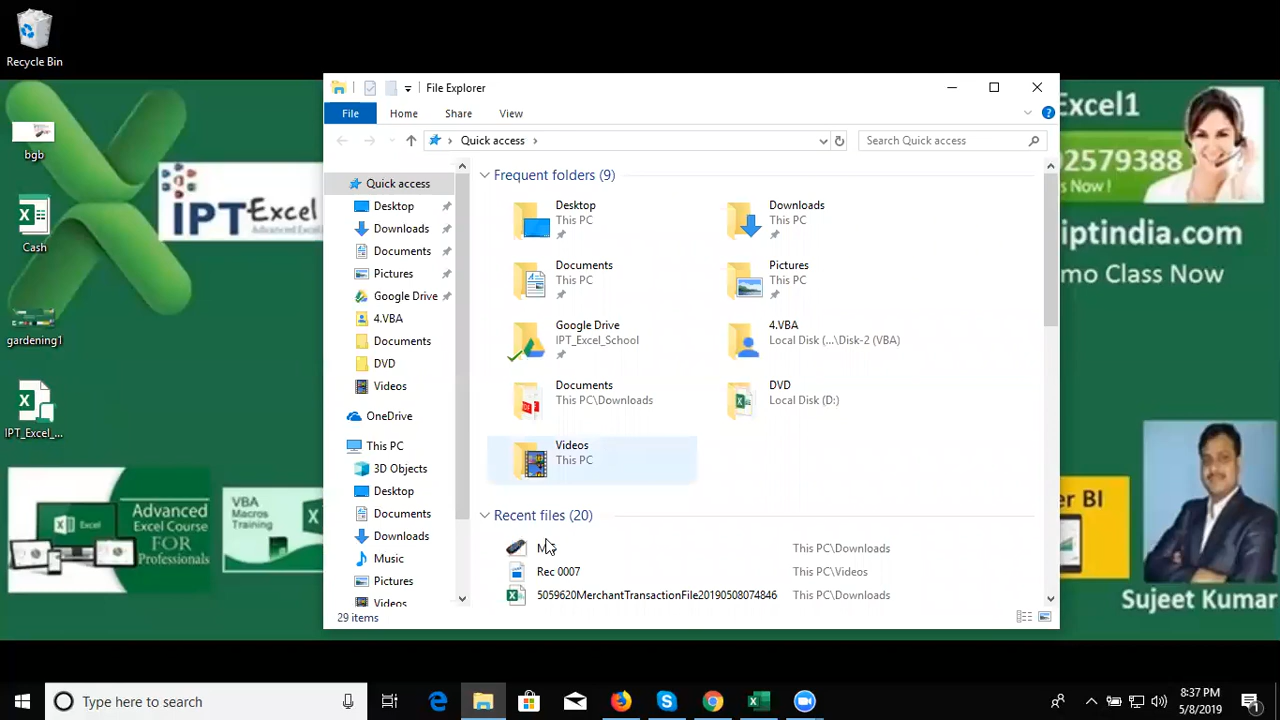 Recycle Bin
bgb
Cash
gardening1
IPT_Excel_...
IPT Excel
Advanced Exc
Excel
Advanced
Excel Course
FOR
Professionals
VBA
Macros
Training
Excel1
2579388
s Now!
iptindia.com
mo Class Now
er BI
Sujeet Kumar
File Explorer
File
Home
Share
View
Quick access
Search Quick access
Quick access
Desktop
Downloads
Documents
Pictures
Google Drive
4.VBA
Documents
DVD
Videos
OneDrive
This PC
3D Objects
Desktop
Documents
Downloads
Music
Pictures
Videos
Frequent folders (9)
Desktop
This PC
Downloads
This PC
Documents
This PC
Pictures
This PC
Google Drive
IPT_Excel_School
4.VBA
Local Disk (...\Disk-2 (VBA)
Documents
This PC\Downloads
DVD
Local Disk (D:)
Videos
This PC
Recent files (20)
This PC\Downloads
Rec 0007
This PC\Videos
5059620MerchantTransactionFile20190508074846
This PC\Downloads
29 items
Type here to search
8:37 PM
5/8/2019